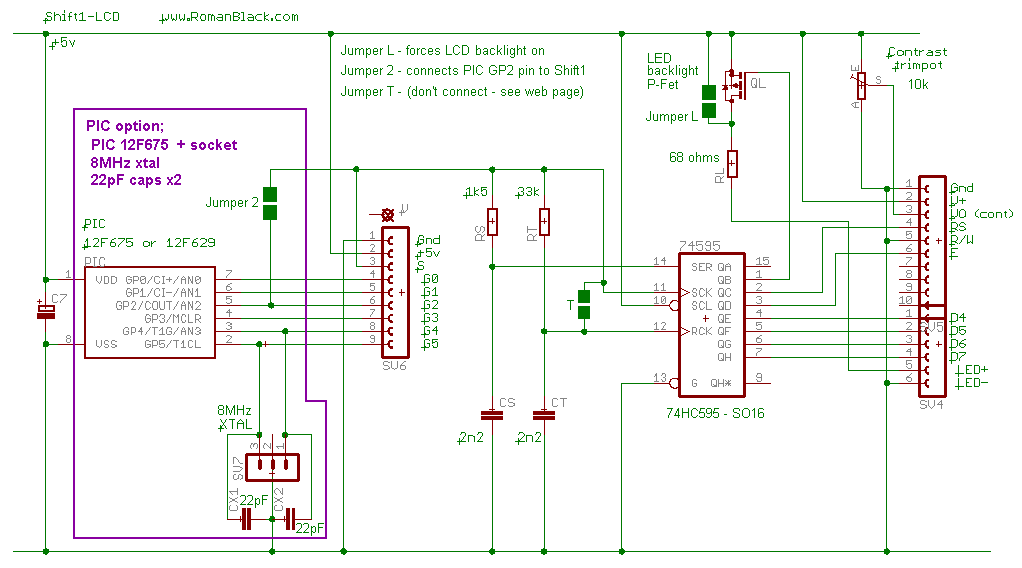 Shift1-LCD www.RomanBlack.com
+5v
Jumper L - forces LCD backlight on
Jumper 2 - connects PIC GP2 pin to Shift1
Jumper T - (don't connect - see web page)
LED
backlight
P-Fet
QL
Jumper L
Contrast
trimpot
10k
E
S
A
68 ohms
RL
PIC option;
PIC 12F675 + socket
8MHz xtal
22pF caps x2
Jumper 2
PIC
12F675 or 12F629
PIC
C7
1 VDD GP0/CI+/AN0 7
GP1/CI-/AN1 6
GP2/COUT/AN2 5
GP3/MCLR 4
GP4/T1G/AN3 3
8 VSS GP5/T1CL 2
V
1 Gnd
2 +5v
3 S
4 G0
5 G1
6 G2
7 G3
8 G4
9 G5
SV6
1k5
RS
33k
RT
CS
2n2
CT
2n2
T
74595
14 SER QA 15
QB 1
11 SCK QC 2
10 SCL QD 3
QE 4
12 RCK QF 5
QG 6
QH 7
13 G QH* 9
74HC595 - SO16
1 Gnd
2 V+
3 VO (cont)
4 RS
5 R/W
6 E
7
8
9
10
SV5
1 D4
2 D5
3 D6
4 D7
5 LED+
6 LED-
SV4
8MHz
XTAL
3 2 1
SV7
CX1
22pF
CX2
22pF